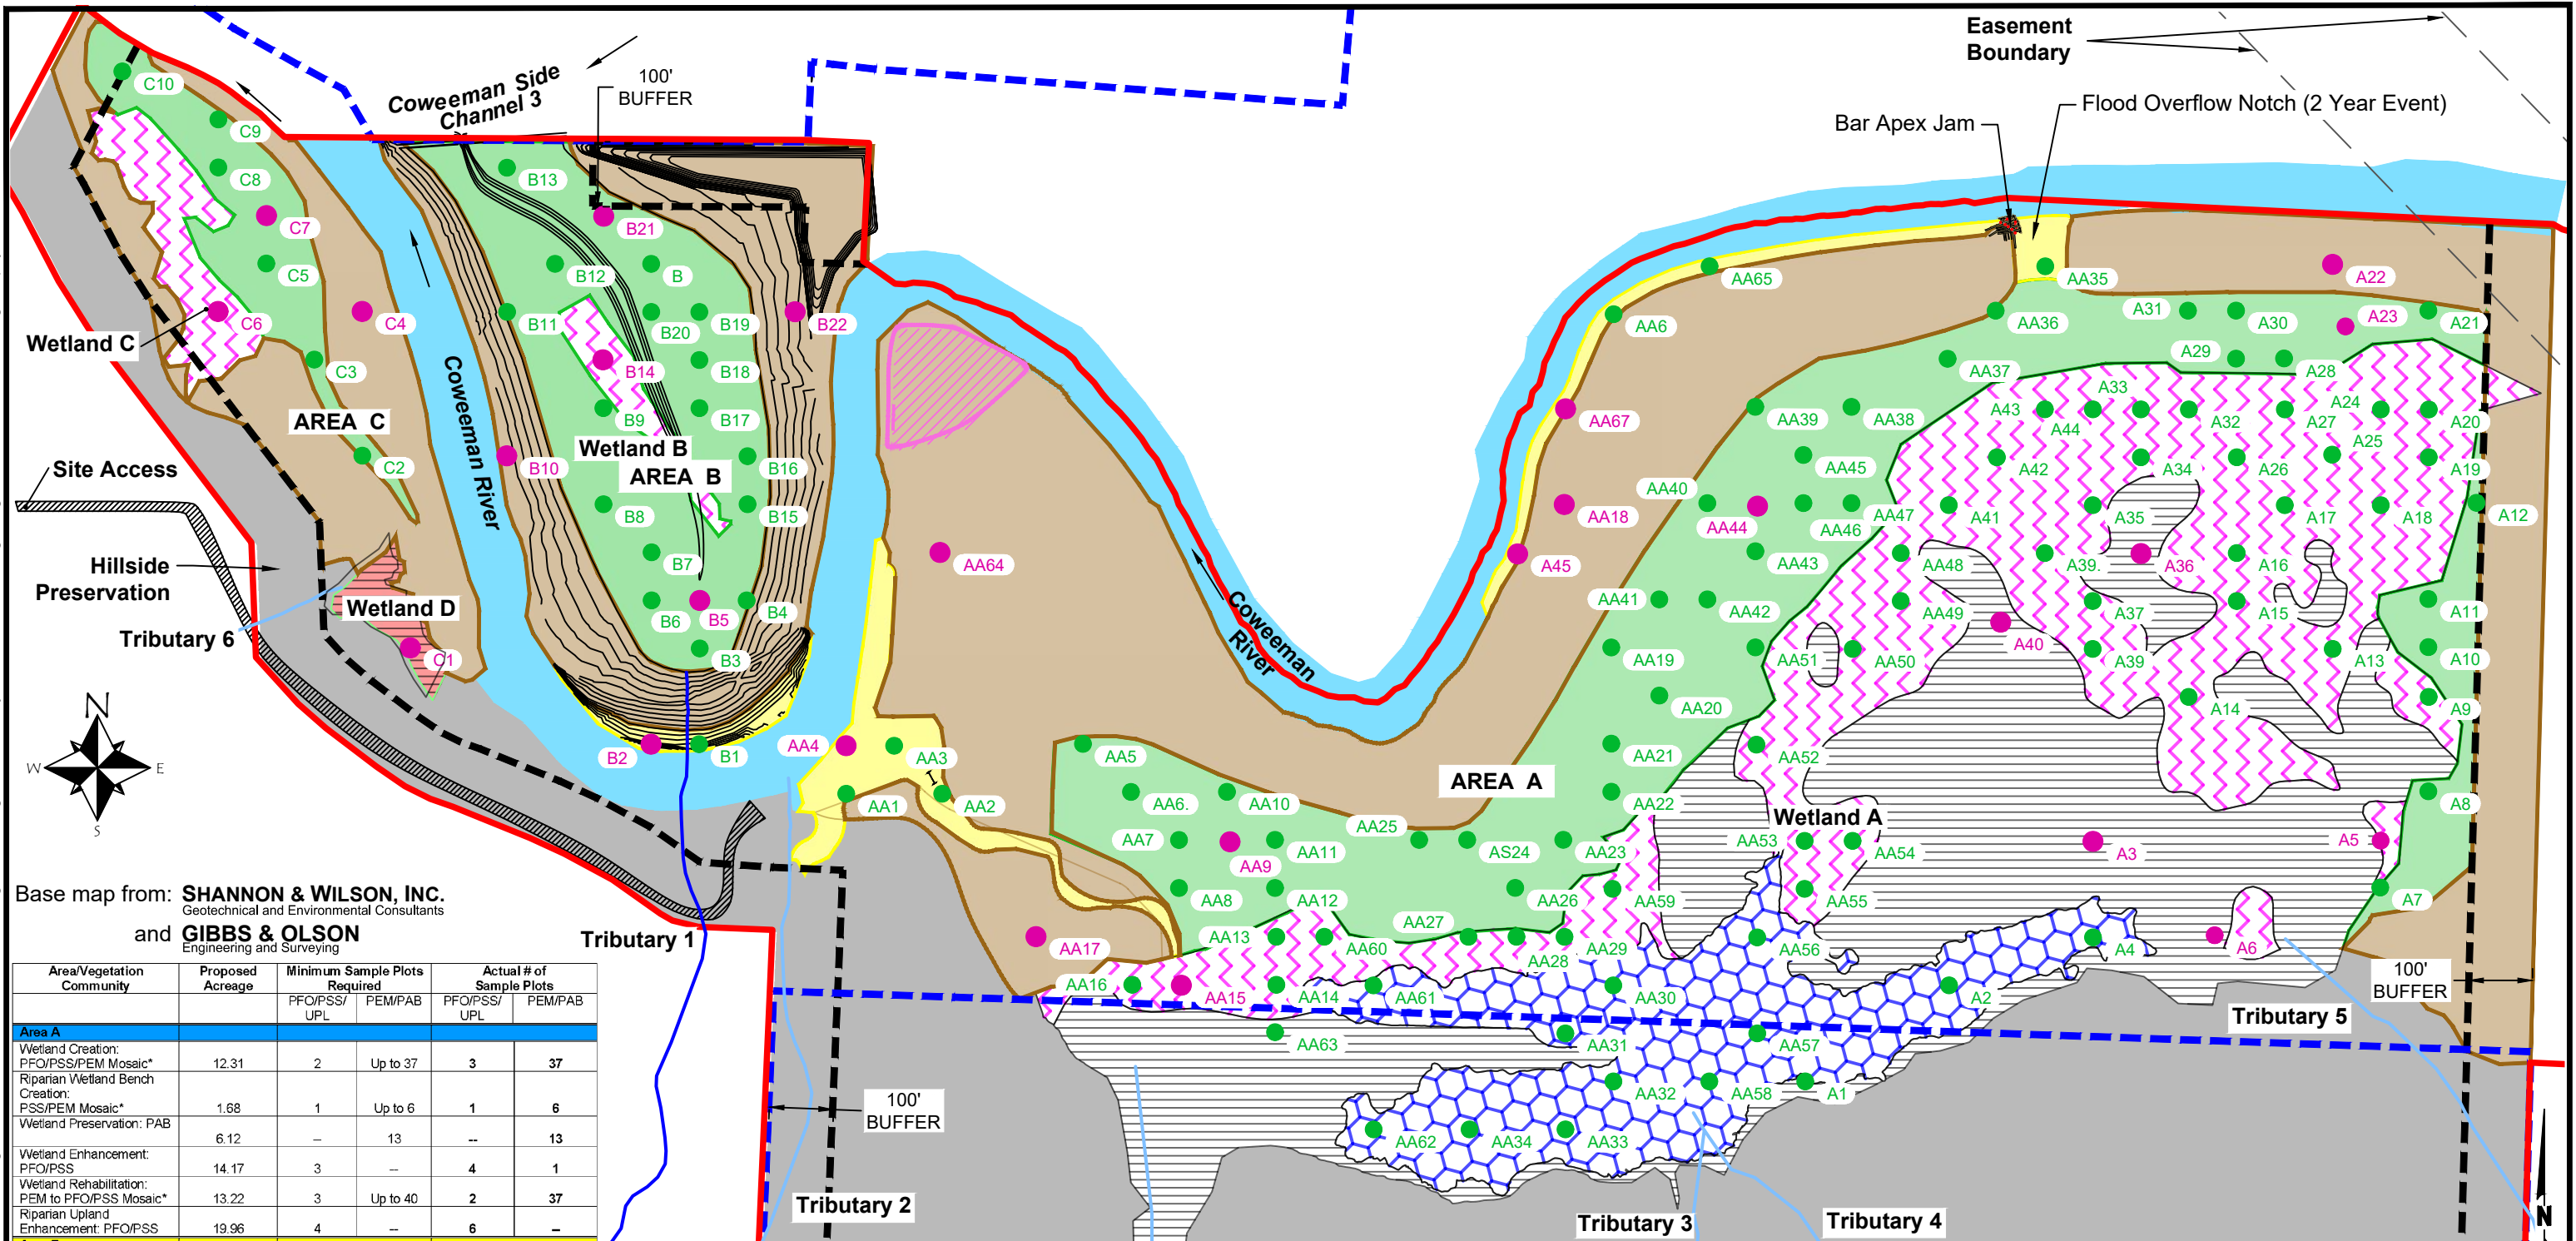 Easement
Boundary
Flood Overflow Notch (2 Year Event)
Bar Apex Jam
Coweeman Side
Channel 3
100'
BUFFER
C10
C9
C8
C7
C5
C6
C4
C3
C2
C1
Wetland C
AREA C
Site Access
Hillside
Preservation
Wetland D
Tributary 6
Coweeman River
B13
B21
B12
B
B11
B20
B19
B22
B14
B18
B9
B17
Wetland B
AREA B
B10
B16
B8
B15
B7
B6
B5
B4
B3
B2
B1
N
W
E
S
AA65
AA35
A22
AA6
AA36
A31
A30
A23
A21
AA37
A29
A28
AA67
AA39
AA38
A43
A33
A44
A32
A27
A24
A20
AA45
A42
A34
A26
A25
A19
AA64
AA18
AA40
AA44
AA46
AA47
A41
A35
A17
A18
A12
A45
AA43
AA48
A39.
A36
A16
AA41
AA42
AA49
A37
A15
A11
Coweeman
River
AA19
AA51
AA50
A40
A39
A13
A10
AA20
A14
A9
AA4
AA3
AA5
AA21
AA52
AREA A
AA1
AA2
AA6.
AA10
AA22
A8
Wetland A
AA7
AA9
AA11
AA25
AS24
AA23
AA53
AA54
A3
A5
AA8
AA12
AA27
AA26
AA59
AA55
A7
AA17
AA13
AA60
AA28
AA29
AA56
A4
A6
AA16
AA15
AA14
AA61
AA30
A2
100'
BUFFER
Tributary 5
AA63
AA31
AA57
AA32
AA58
A1
AA62
AA34
AA33
100'
BUFFER
Tributary 1
Tributary 2
Tributary 3
Tributary 4
N
Base map from: SHANNON & WILSON, INC.
Geotechnical and Environmental Consultants
and GIBBS & OLSON
Engineering and Surveying
Area/Vegetation Community
Proposed Acreage
Minimum Sample Plots Required
Actual # of Sample Plots
PFO/PSS/ UPL PEM/PAB PFO/PSS/ UPL PEM/PAB
Area A
Wetland Creation:
PFO/PSS/PEM Mosaic* 12.31 2 Up to 37 3 37
Riparian Wetland Bench
Creation:
PSS/PEM Mosaic* 1.68 1 Up to 6 1 6
Wetland Preservation: PAB
6.12 -- 13 -- 13
Wetland Enhancement:
PFO/PSS 14.17 3 -- 4 1
Wetland Rehabilitation:
PEM to PFO/PSS Mosaic* 13.22 3 Up to 40 2 37
Riparian Upland
Enhancement: PFO/PSS 19.96 4 -- 6 --